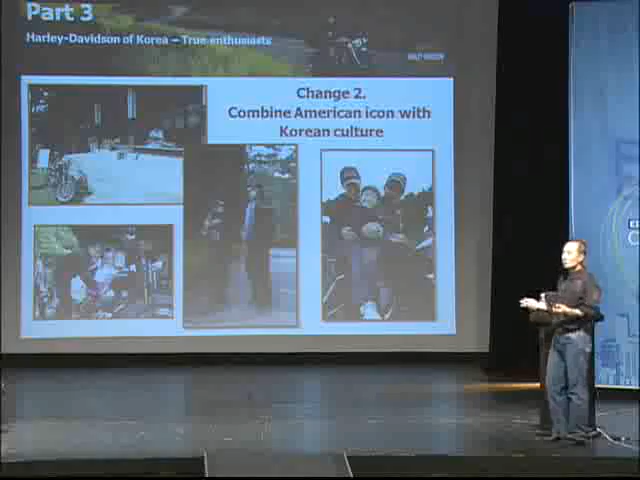 Part 3
Harley-Davidson of Korea – True enthusiasts
Change 2.
Combine American icon with
Korean culture